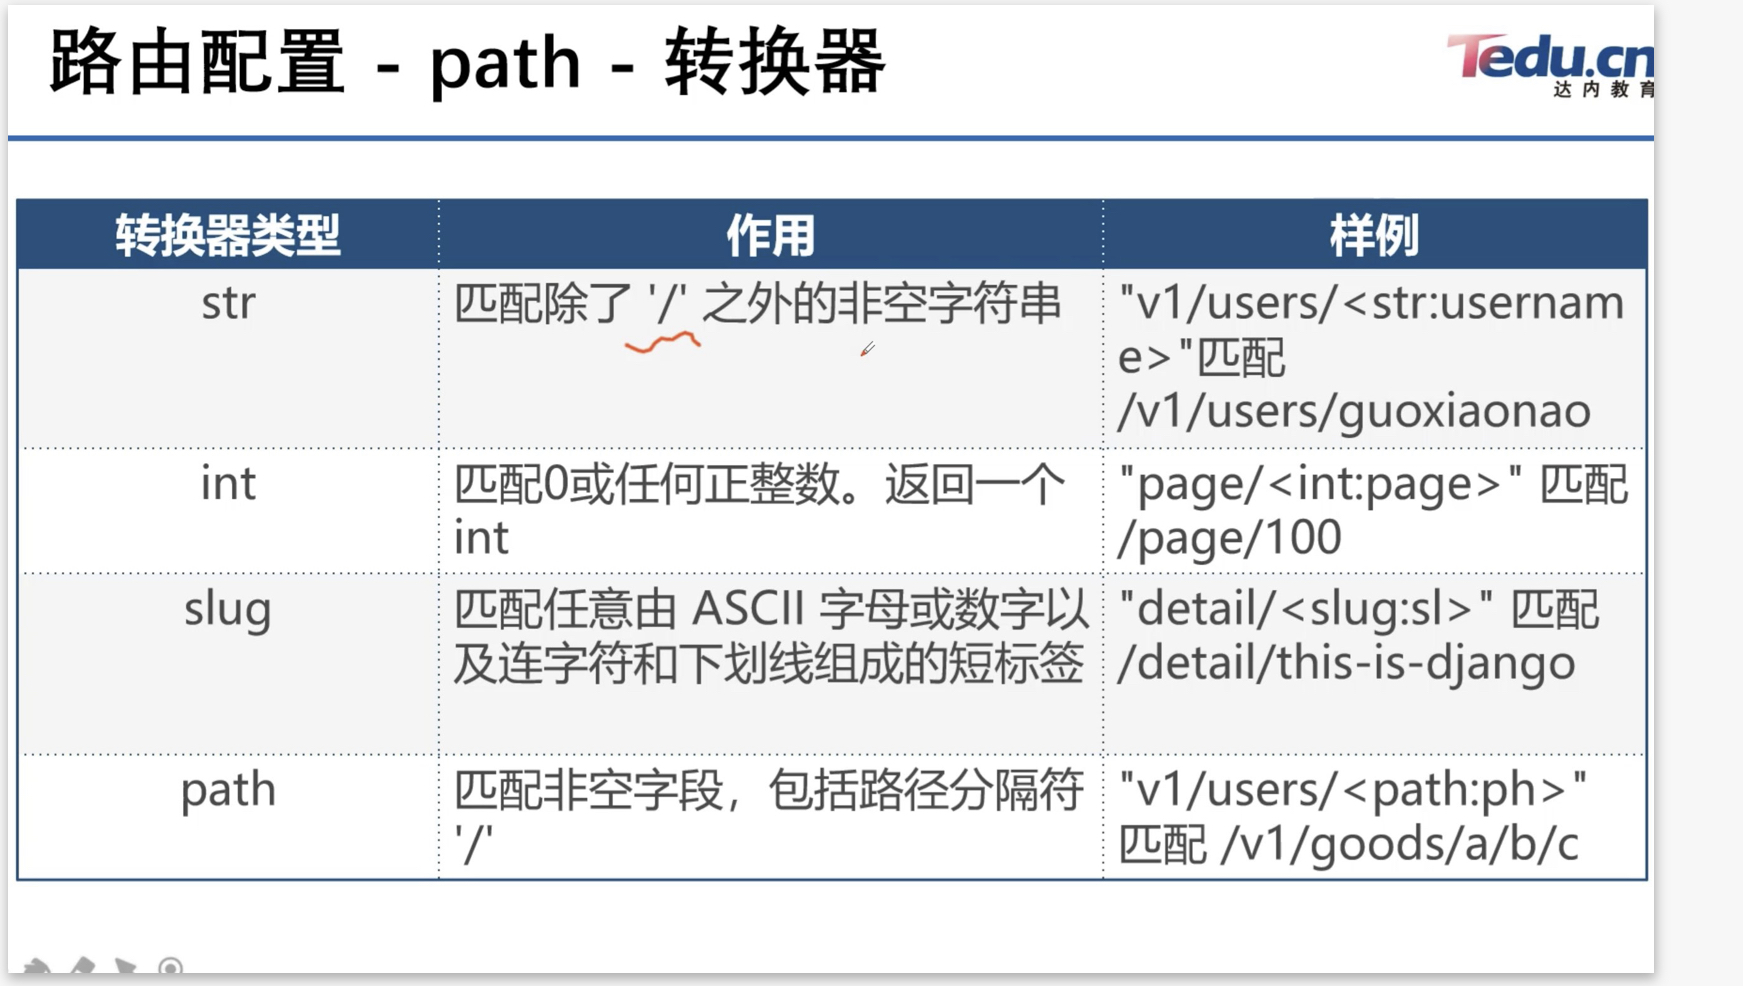 路由配置 - path - 转换器
Tedu.cn
达内教育
转换器类型
作用
样例
str
匹配除了 '/' 之外的非空字符串
"v1/users/<str:usernam
e>"匹配
/v1/users/guoxiaonao
int
匹配0或任何正整数。返回一个
int
"page/<int:page>" 匹配
/page/100
slug
匹配任意由 ASCII 字母或数字以
及连字符和下划线组成的短标签
"detail/<slug:sl>" 匹配
/detail/this-is-django
path
匹配非空字段，包括路径分隔符
'/'
"v1/users/<path:ph>"
匹配 /v1/goods/a/b/c